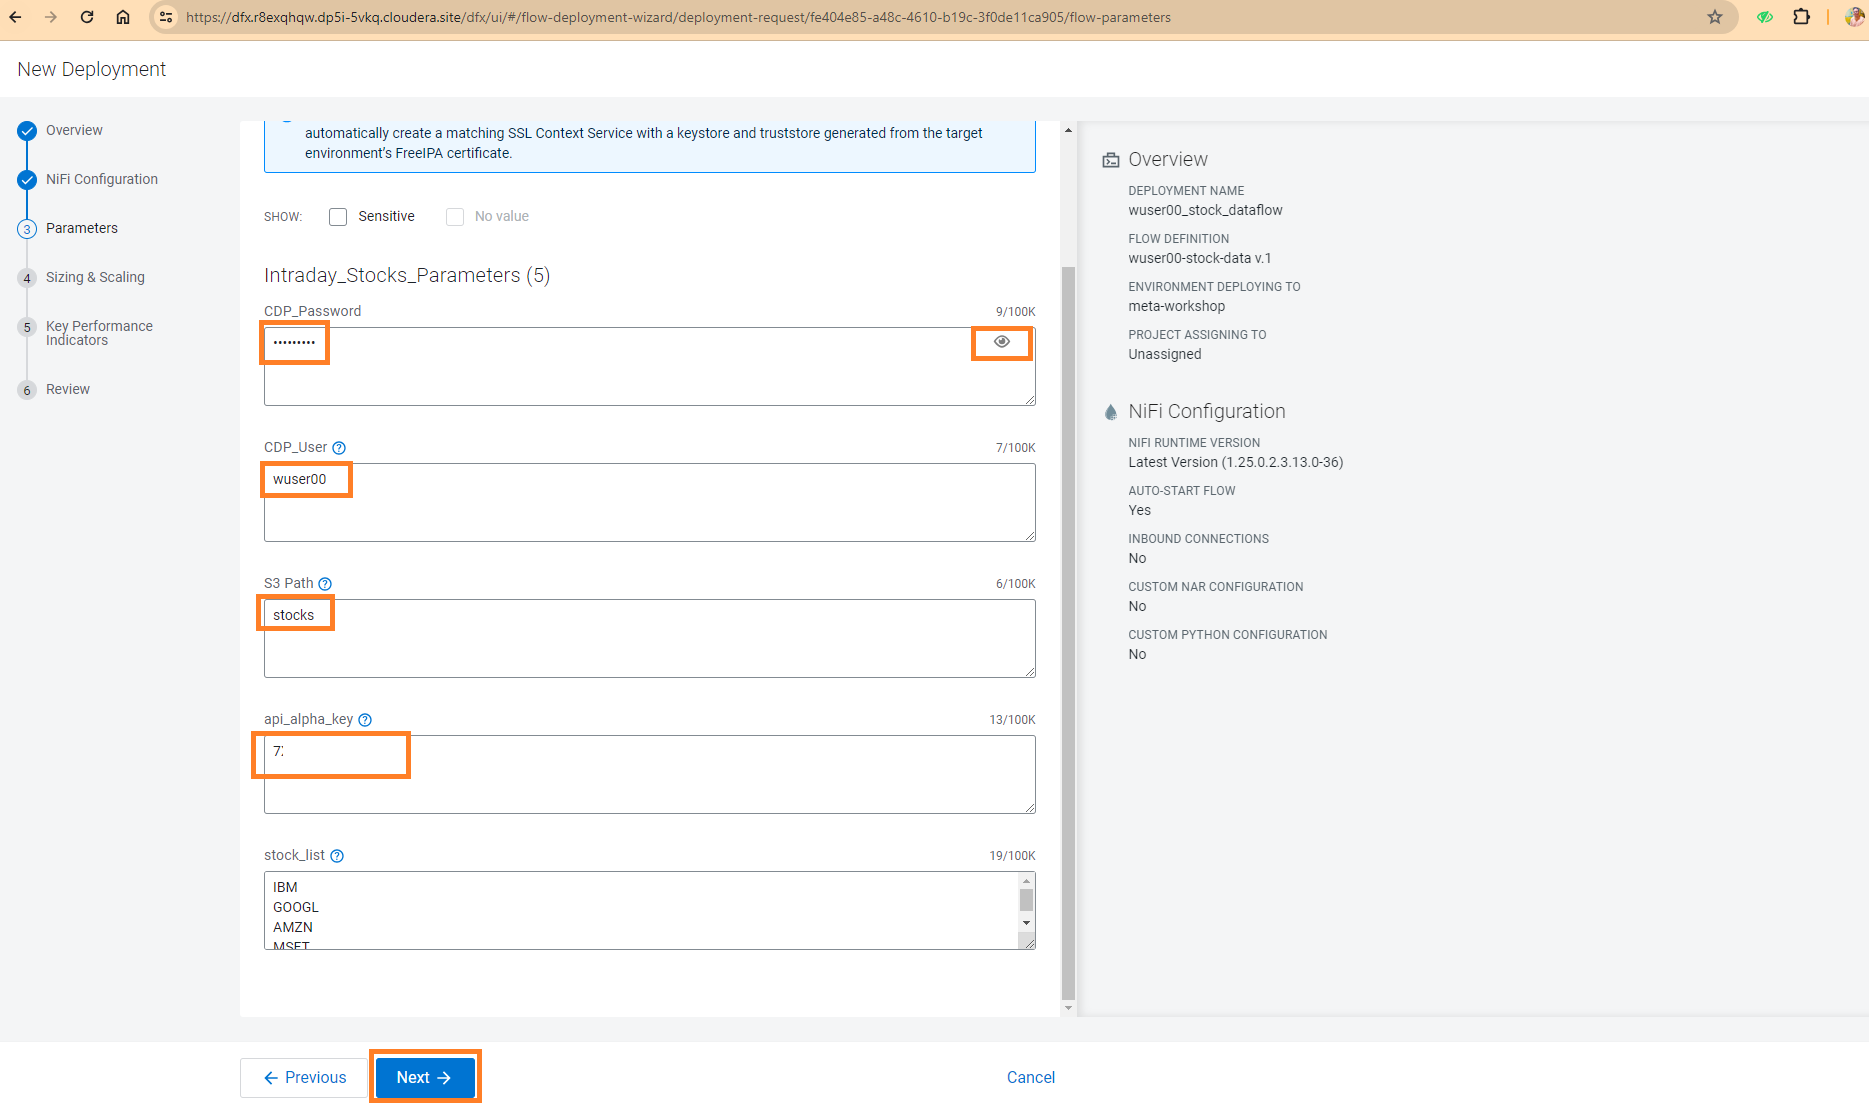 https://dfx.r8exqhqw.dp5i-5vkq.cloudera.site/dfx/ui/#/flow-deployment-wizard/deployment-request/fe404e85-a48c-4610-b19c-3f0de11ca905/flow-parameters
New Deployment
Overview
NiFi Configuration
3 Parameters
4 Sizing & Scaling
5 Key Performance
Indicators
6 Review
automatically create a matching SSL Context Service with a keystore and truststore generated from the target
environment’s FreeIPA certificate.
SHOW: Sensitive No value
Intraday_Stocks_Parameters (5)
CDP_Password 9/100K
•••••••••
CDP_User 7/100K
wuser00
S3 Path 6/100K
stocks
api_alpha_key 13/100K
stock_list 19/100K
IBM
GOOGL
AMZN
MSFT
Previous
Next
Cancel
Overview
DEPLOYMENT NAME
wuser00_stock_dataflow
FLOW DEFINITION
wuser00-stock-data v.1
ENVIRONMENT DEPLOYING TO
meta-workshop
PROJECT ASSIGNING TO
Unassigned
NiFi Configuration
NIFI RUNTIME VERSION
Latest Version (1.25.0.2.3.13.0-36)
AUTO-START FLOW
Yes
INBOUND CONNECTIONS
No
CUSTOM NAR CONFIGURATION
No
CUSTOM PYTHON CONFIGURATION
No